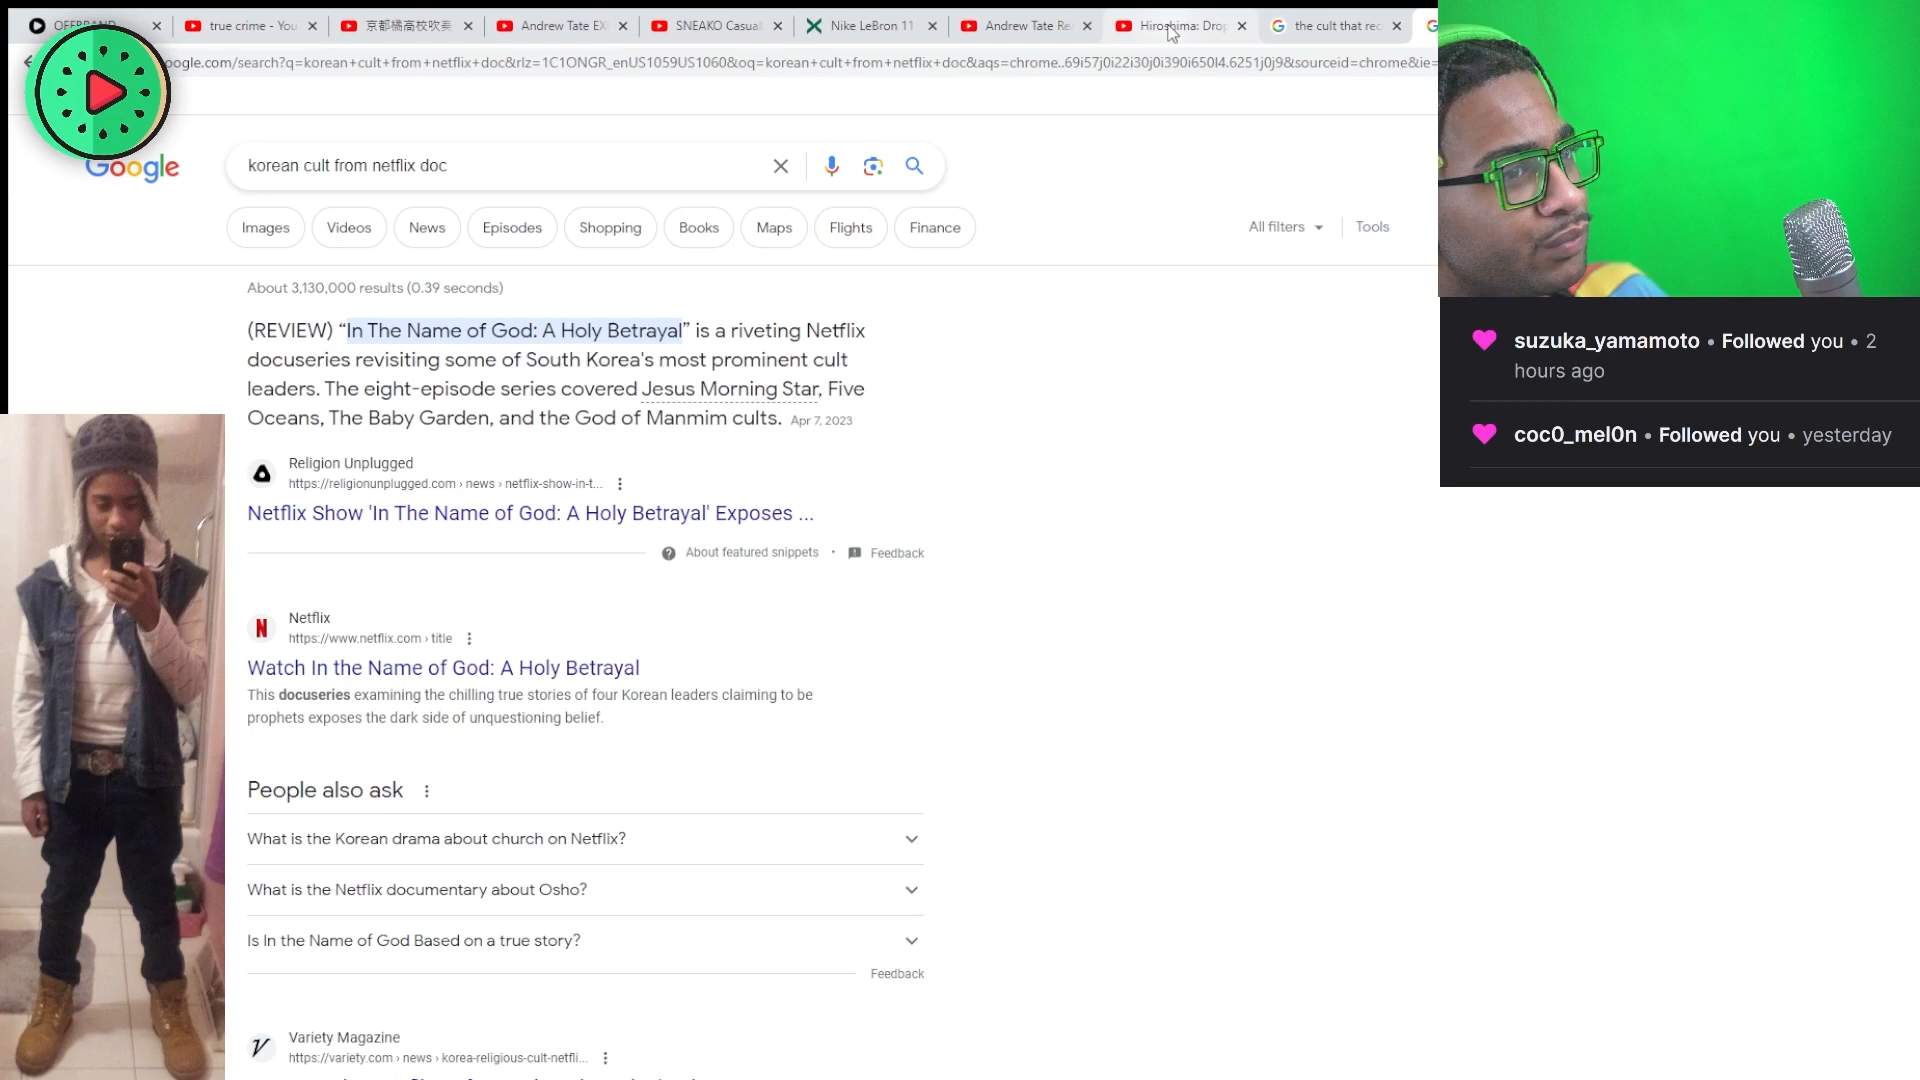 OFFBRAND
true crime - You
京都橘高校吹奏
Andrew Tate EX
SNEAKO Casual
Nike LeBron 11
Andrew Tate Re
Hiroshima: Drop
the cult that rec
oogle.com/search?q=korean+cult+from+netflix+doc&rlz=1C1ONGR_enUS1059US1060&oq=korean+cult+from+netflix+doc&aqs=chrome..69i57j0i22i30j0i390i650l4.6251j0j9&sourceid=chrome&ie=
Google
korean cult from netflix doc
Images
Videos
News
Episodes
Shopping
Books
Maps
Flights
Finance
All filters
Tools
About 3,130,000 results (0.39 seconds)
(REVIEW) “In The Name of God: A Holy Betrayal” is a riveting Netflix
docuseries revisiting some of South Korea's most prominent cult
leaders. The eight-episode series covered Jesus Morning Star, Five
Oceans, The Baby Garden, and the God of Manmim cults. Apr 7, 2023
Religion Unplugged
https://religionunplugged.com › news › netflix-show-in-t...
Netflix Show 'In The Name of God: A Holy Betrayal' Exposes ...
About featured snippets • Feedback
Netflix
https://www.netflix.com › title
Watch In the Name of God: A Holy Betrayal
This docuseries examining the chilling true stories of four Korean leaders claiming to be
prophets exposes the dark side of unquestioning belief.
People also ask
What is the Korean drama about church on Netflix?
What is the Netflix documentary about Osho?
Is In the Name of God Based on a true story?
Feedback
Variety Magazine
https://variety.com › news › korea-religious-cult-netfli...
suzuka_yamamoto • Followed you • 2
hours ago
coc0_mel0n • Followed you • yesterday